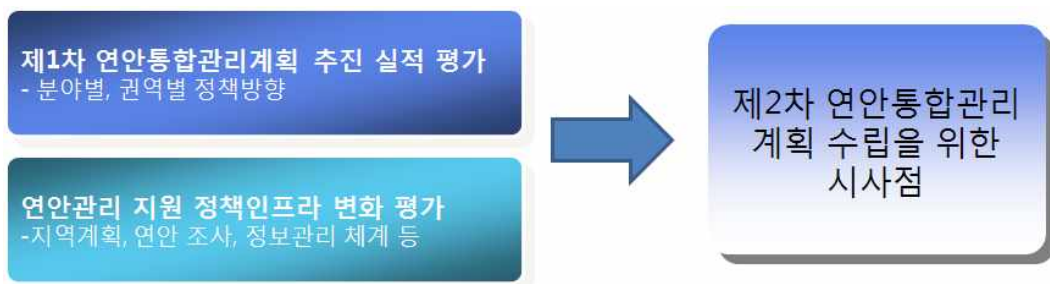 제1차 연안통합관리계획 추진 실적 평가
- 분야별, 권역별 정책방향
연안관리 지원 정책인프라 변화 평가
-지역계획, 연안 조사, 정보관리 체계 등
제2차 연안통합관리
계획 수립을 위한
시사점